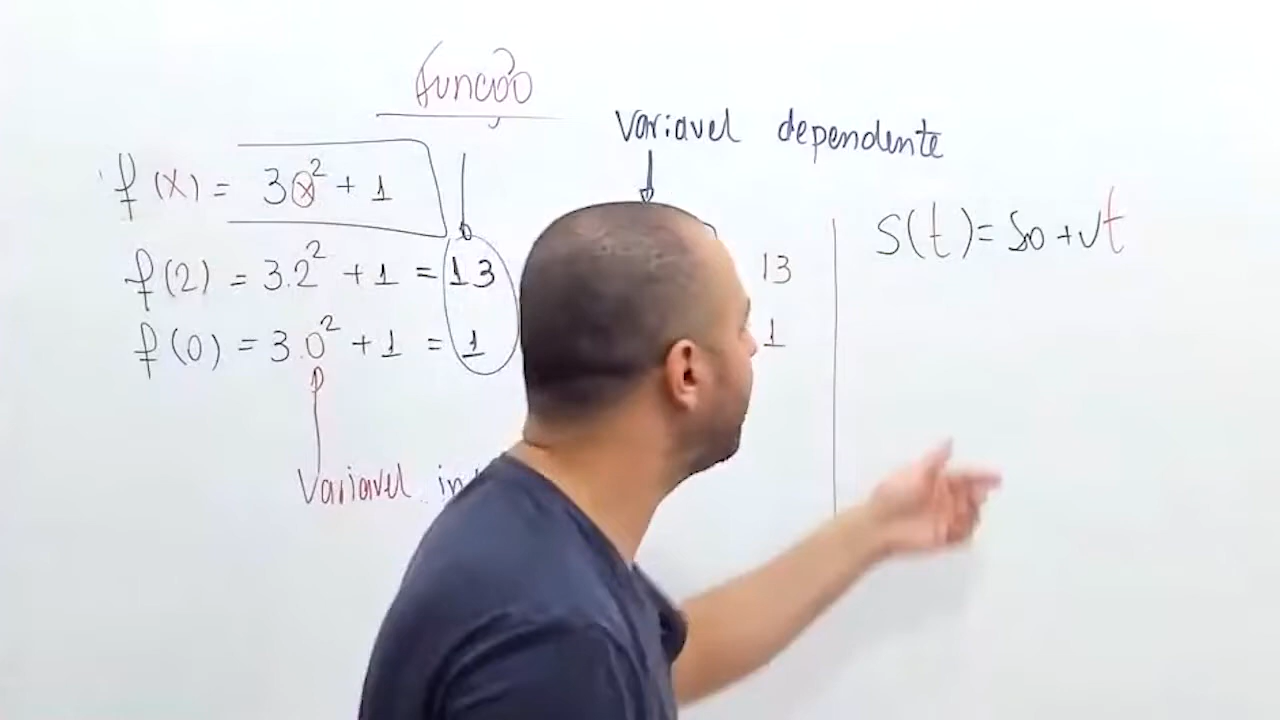 função
Variavel dependente
f(x) = 3x² + 1
f(2) = 3.2² + 1 = 13
13
f(0) = 3.0² + 1 = 1
1
Variavel
S(t) = So + vt